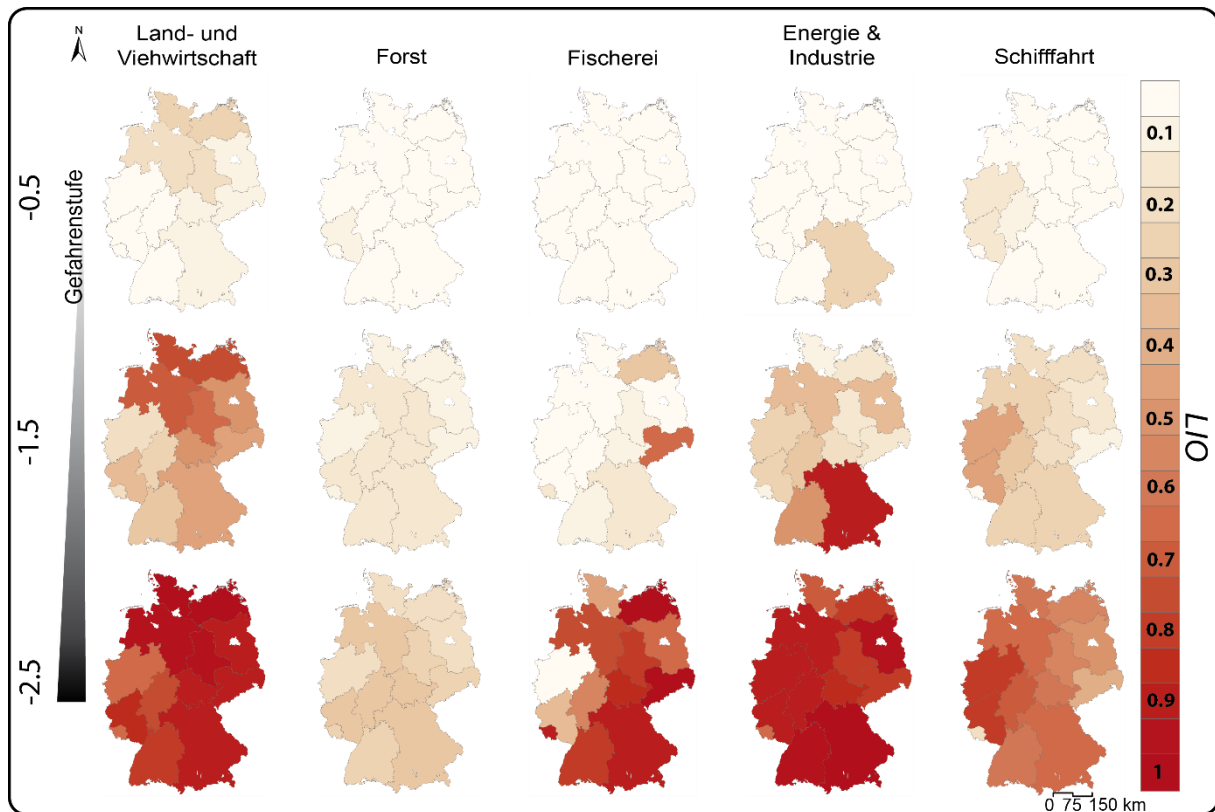 N
Land- und
Viehwirtschaft
Forst
Fischerei
Energie &
Industrie
Schifffahrt
Gefahrenstufe
-0.5
-1.5
-2.5
0.1
0.2
0.3
0.4
0.5
0.6
0.7
0.8
0.9
1
LIO
0 75 150 km